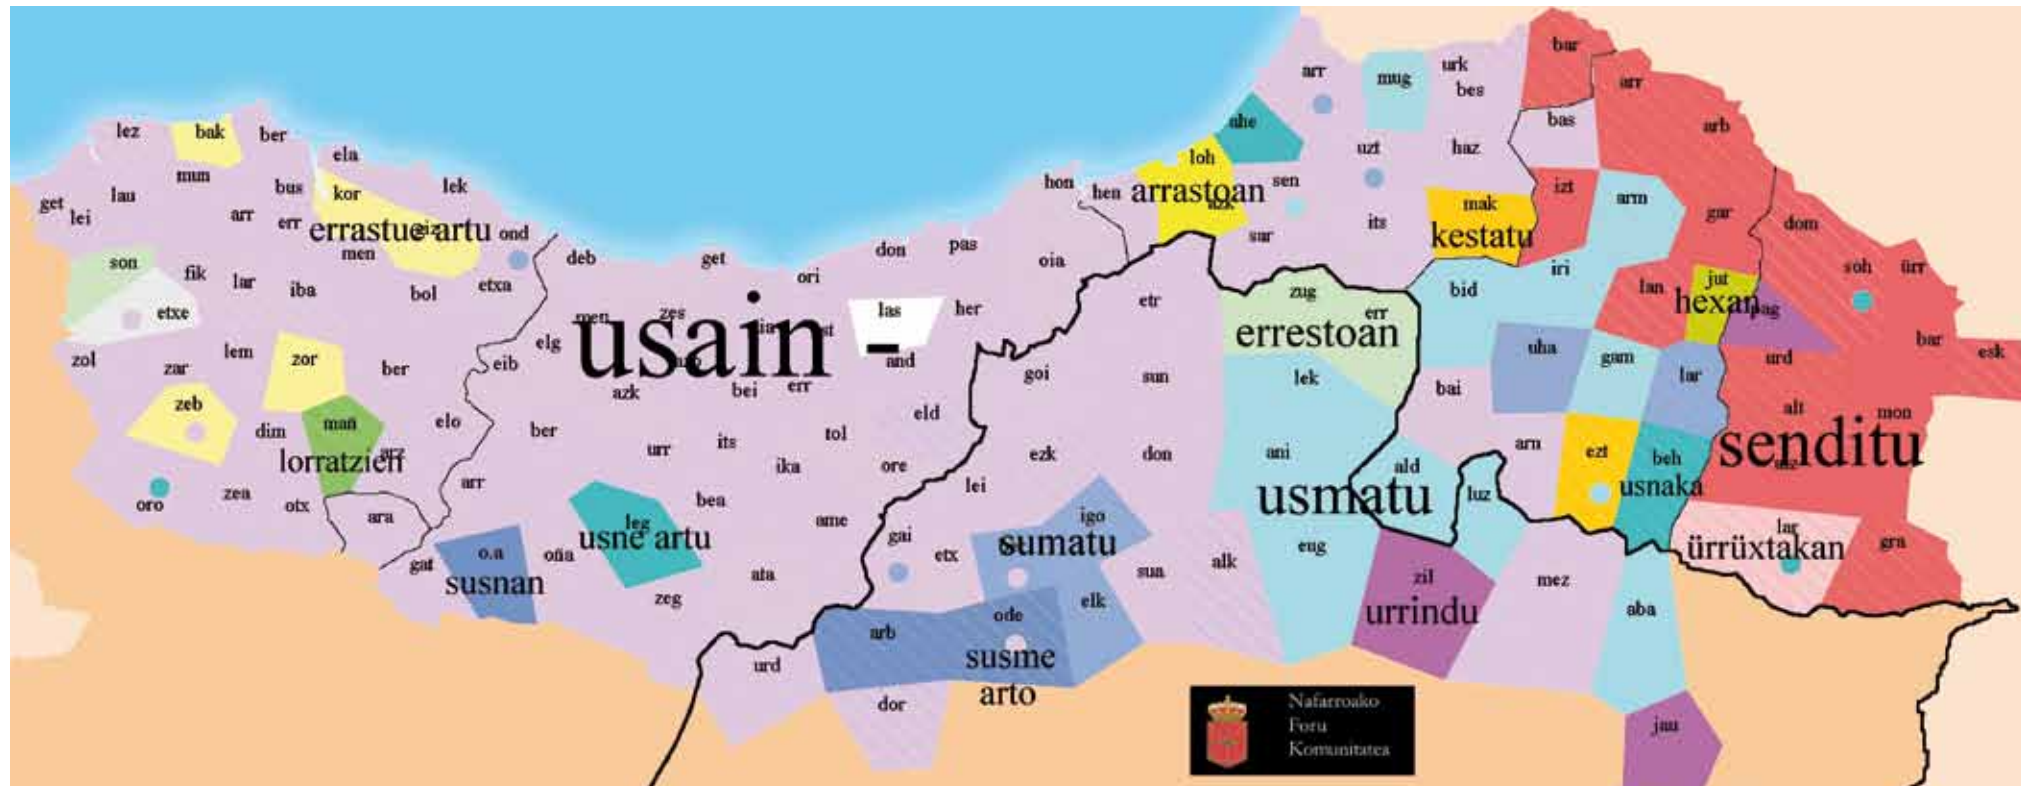 bar
arr
mug
urk
bes
arr
ahe
bas
arb
lez
bak
ber
ela
uzt
haz
loh
mun
kor
lek
hon
hen
arrastoan
sen
izt
arm
get
lau
bus
lei
arr
err
errastue artu
ond
mak
gar
sur
its
kestatu
dom
men
deb
get
don
pas
oia
son
fik
lar
iba
bol
etxa
ori
iri
bid
lan
jut
soh
ürr
etxe
men
zes
usain -
las
her
etr
zug
err
hexan
pag
zol
zar
lem
zor
ber
elg
eib
and
errestoan
uha
gam
lar
urd
bar
esk
azk
bei
err
goi
sun
lek
bai
zeb
dim
mañ
elo
ber
eld
alt
mon
urr
its
tol
ika
ore
ezk
don
ani
arn
ezt
beh
senditu
lorratzien
arr
lei
ald
usmatu
luz
usnaka
oro
zea
otx
ara
bea
ame
leg
usne artu
gai
igo
sumatu
lar
ürrüxtakan
gra
gat
o.a
oña
susnan
ata
zeg
etx
sua
alk
eug
zil
urrindu
mez
aba
arb
ode
elk
susme
arto
urd
dor
jau
Nafarroako
Foru
Komunitatea